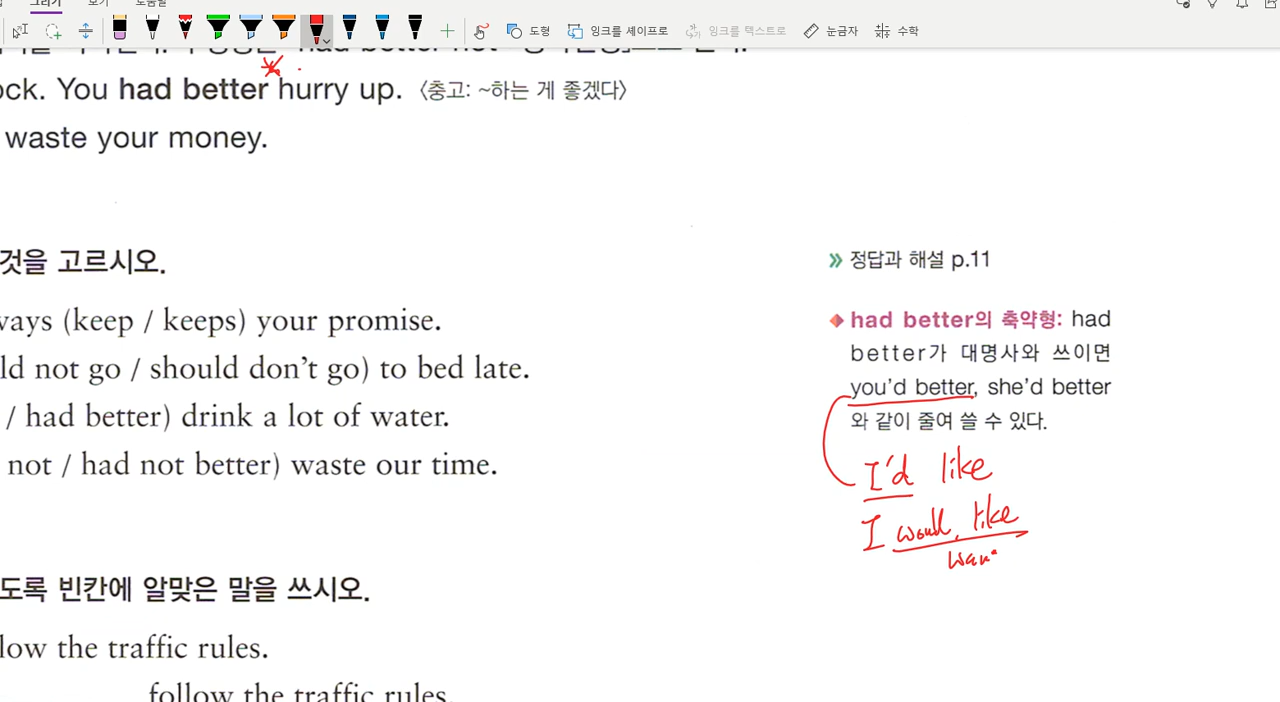 그리기 보기 도움말
도형 잉크를 셰이프로 잉크를 텍스트로 눈금자 수학
had better not
ock. You had better hurry up. 〈충고: ~하는 게 좋겠다〉
waste your money.
것을 고르시오.
» 정답과 해설 p.11
ways (keep / keeps) your promise.
had better의 축약형: had
better가 대명사와 쓰이면
ld not go / should don't go) to bed late.
you'd better, she'd better
/ had better) drink a lot of water.
와 같이 줄여 쓸 수 있다.
not / had not better) waste our time.
I'd like
I would like
wan
도록 빈칸에 알맞은 말을 쓰시오.
low the traffic rules.
follow the traffic rules.